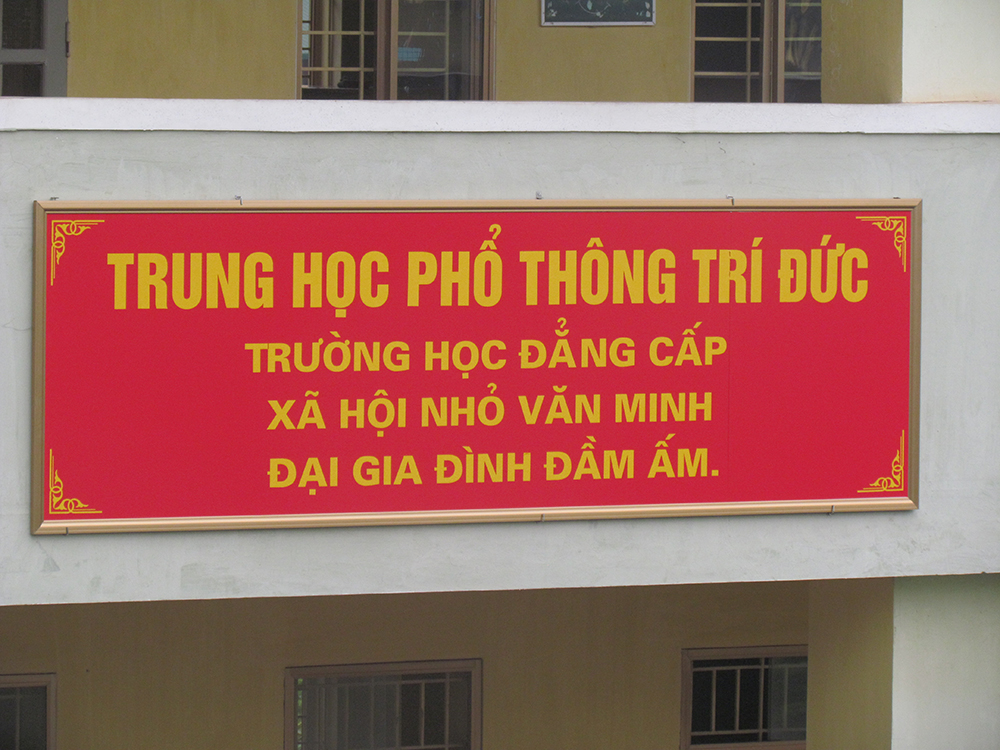 TRUNG HỌC PHỔ THÔNG TRÍ ĐỨC
TRƯỜNG HỌC ĐẲNG CẤP
XÃ HỘI NHỎ VĂN MINH
ĐẠI GIA ĐÌNH ĐẦM ẤM.